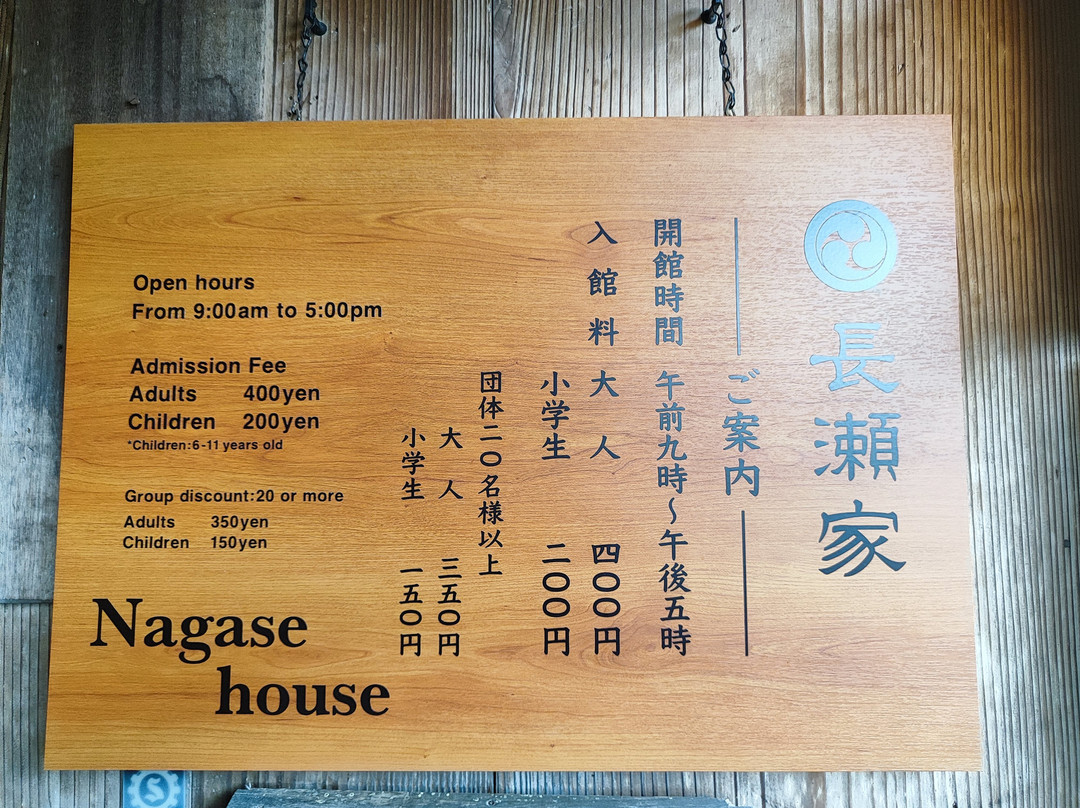 長瀬家
ご案内
開館時間 午前九時〜午後五時
入館料 大人 四〇〇円
小学生 二〇〇円
団体二〇名様以上
大人 三五〇円
小学生 一五〇円
Open hours
From 9:00am to 5:00pm
Admission Fee
Adults 400yen
Children 200yen
*Children:6-11 years old
Group discount:20 or more
Adults 350yen
Children 150yen
Nagase
house
S